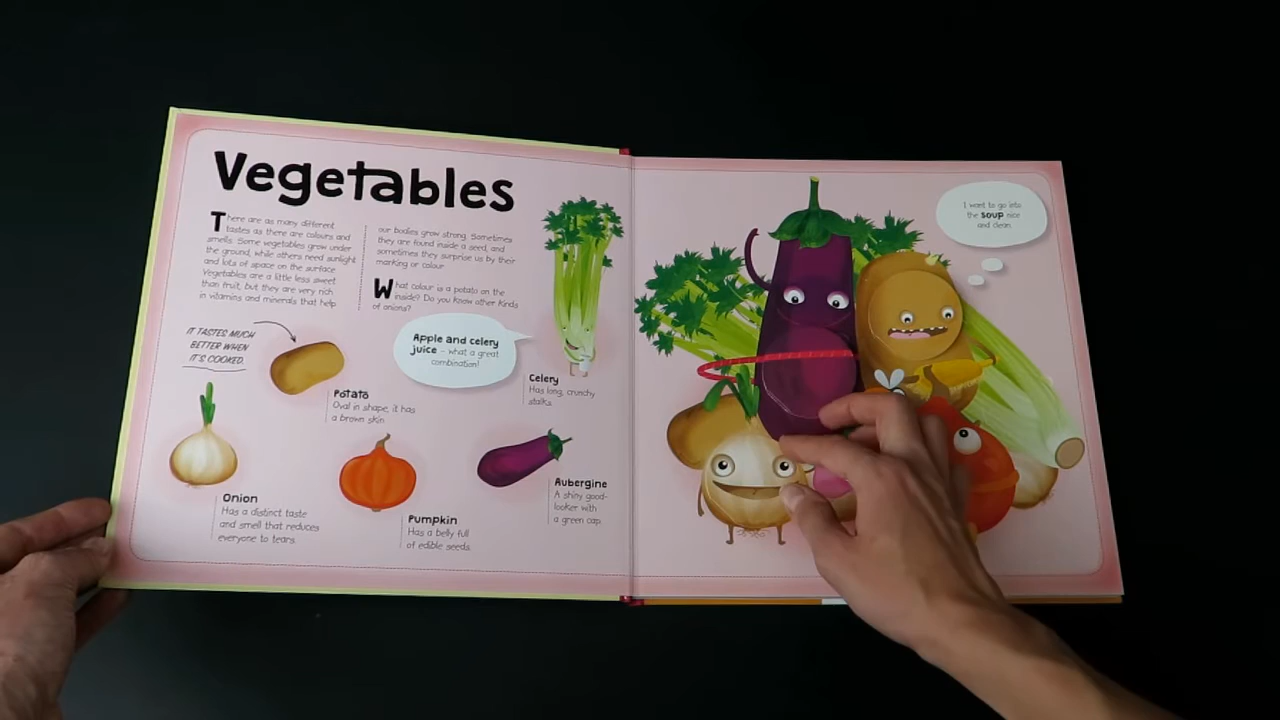 Vegetables
There are as many different
tastes as there are colours and
smells. Some vegetables grow under
the ground, while others need sunlight
and lots of space on the surface.
Vegetables are a little less sweet
than fruit, but they are very rich
in vitamins and minerals that help
our bodies grow strong. Sometimes
they are found inside a seed, and
sometimes they surprise us by their
marking or colour.
What colour is a potato on the
inside? Do you know other kinds
of onions?
IT TASTES MUCH
BETTER WHEN
IT'S COOKED.
Apple and celery
juice – what a great
combination!
Celery
Has long, crunchy
stalks.
Potato
Oval in shape, it has
a brown skin.
Onion
Has a distinct taste
and smell that reduces
everyone to tears.
Pumpkin
Has a belly full
of edible seeds.
Aubergine
A shiny good-
looker with
a green cap.
I want to go into
the soup nice
and clean.